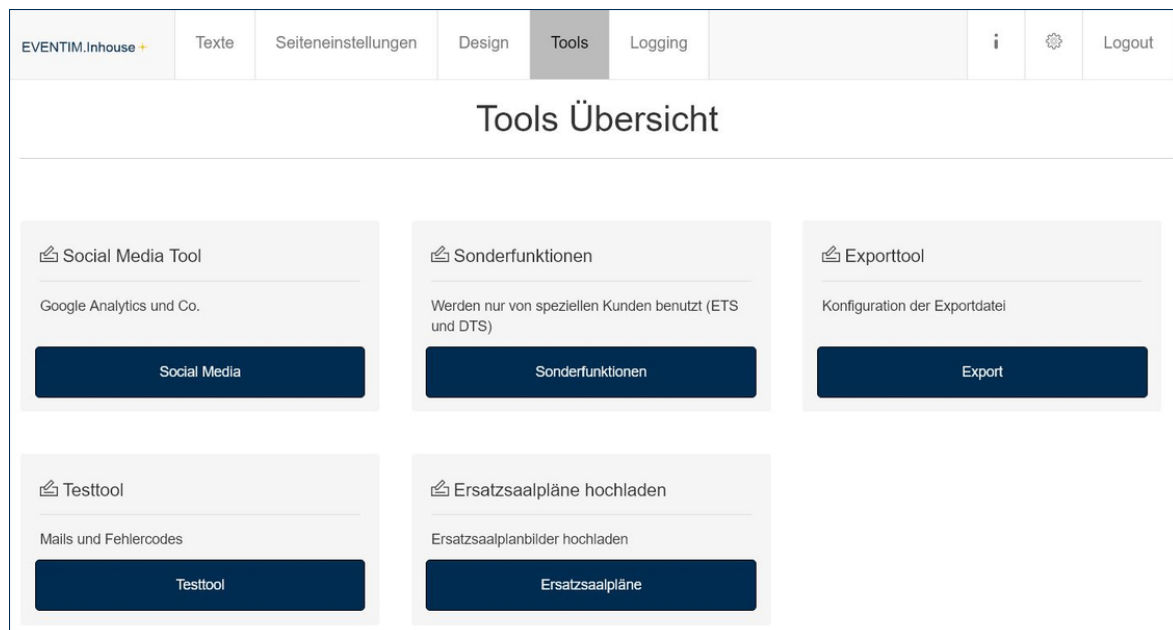 EVENTIM.Inhouse Texte Seiteneinstellungen Design Tools Logging i Logout
Tools Übersicht
Social Media Tool
Google Analytics und Co.
Social Media
Sonderfunktionen
Werden nur von speziellen Kunden benutzt (ETS
und DTS)
Sonderfunktionen
Exporttool
Konfiguration der Exportdatei
Export
Testtool
Mails und Fehlercodes
Testtool
Ersatzsaalpläne hochladen
Ersatzsaalplanbilder hochladen
Ersatzsaalpläne